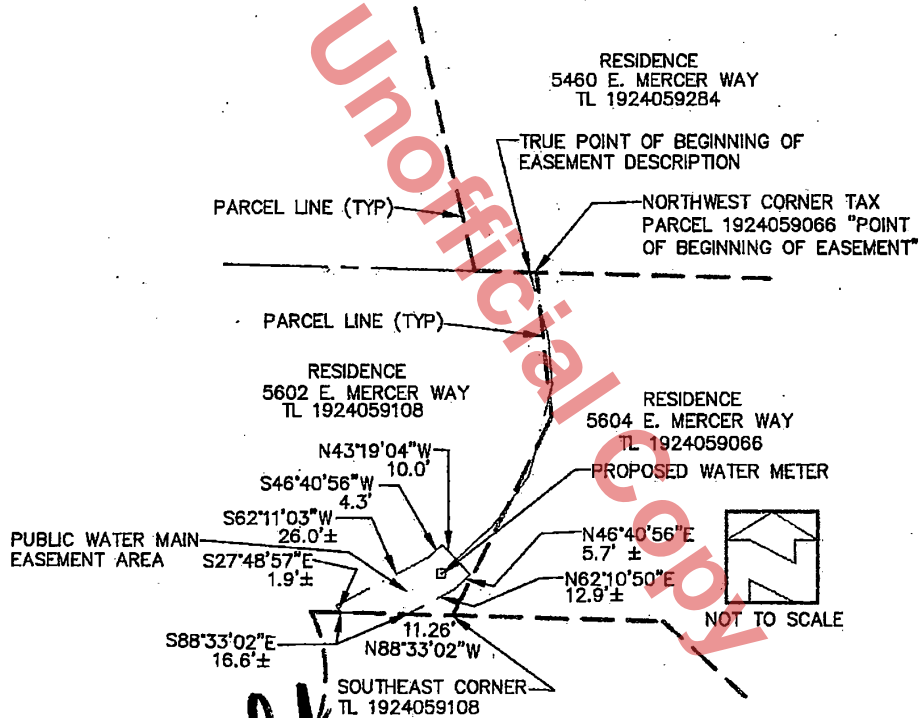 RESIDENCE
5460 E. MERCER WAY
TL 1924059284
TRUE POINT OF BEGINNING OF
EASEMENT DESCRIPTION
PARCEL LINE (TYP)
NORTHWEST CORNER TAX
PARCEL 1924059066 "POINT
OF BEGINNING OF EASEMENT"
PARCEL LINE (TYP)
RESIDENCE
5602 E. MERCER WAY
TL 1924059108
RESIDENCE
5604 E. MERCER WAY
TL 1924059066
N43°19'04"W
10.0'
PROPOSED WATER METER
S46°40'56"W
4.3'
S62°11'03"W
26.0'±
PUBLIC WATER MAIN
EASEMENT AREA
S27°48'57"E
1.9'±
N46°40'56"E
5.7' ±
N62°10'50"E
12.9'±
NOT TO SCALE
S88°33'02"E
16.6'±
11.26'
N88°33'02"W
SOUTHEAST CORNER
TL 1924059108
Unofficial Copy